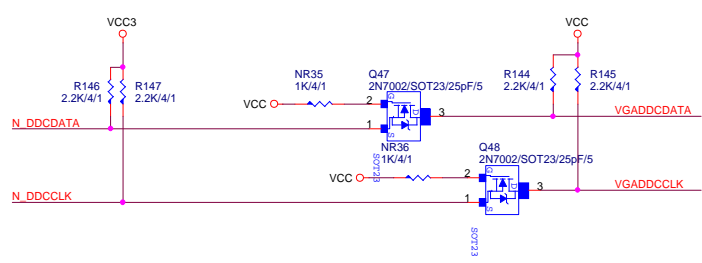 VCC3
VCC
R146
2.2K/4/1
R147
2.2K/4/1
NR35
1K/4/1
Q47
2N7002/SOT23/25pF/5
R144
2.2K/4/1
R145
2.2K/4/1
VCC
2
G
D
S
3
1
N_DDCDATA
VGADDCDATA
NR36
1K/4/1
SOT23
Q48
2N7002/SOT23/25pF/5
VCC
2
G
D
S
3
1
N_DDCCLK
VGADDCCLK
SOT23